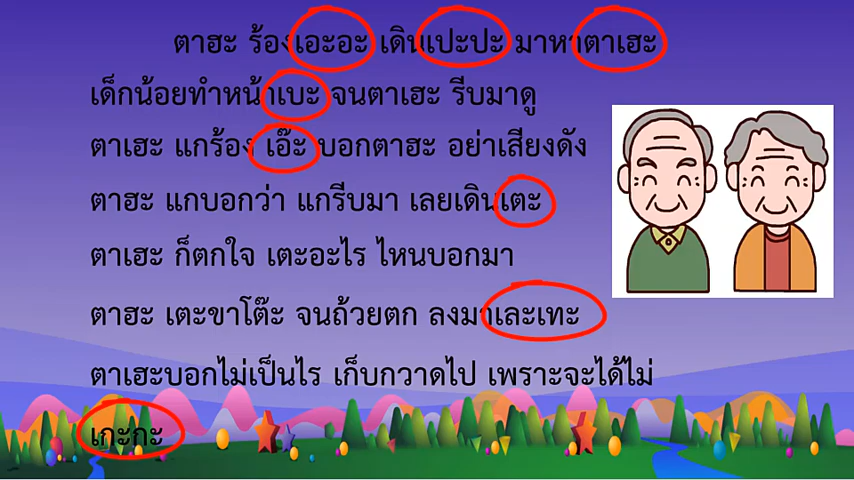 ตาฮะ ร้องเอะอะ เดินเปะปะ มาหาตาเฮะ
เด็กน้อยทำหน้าเบะ จนตาเฮะ รีบมาดู
ตาเฮะ แกร้อง เอ๊ะ บอกตาฮะ อย่าเสียงดัง
ตาฮะ แกบอกว่า แกรีบมา เลยเดินเตะ
ตาเฮะ ก็ตกใจ เตะอะไร ไหนบอกมา
ตาฮะ เตะขาโต๊ะ จนถ้วยตก ลงมาเละเทะ
ตาเฮะบอกไม่เป็นไร เก็บกวาดไป เพราะจะได้ไม่
เกะกะ